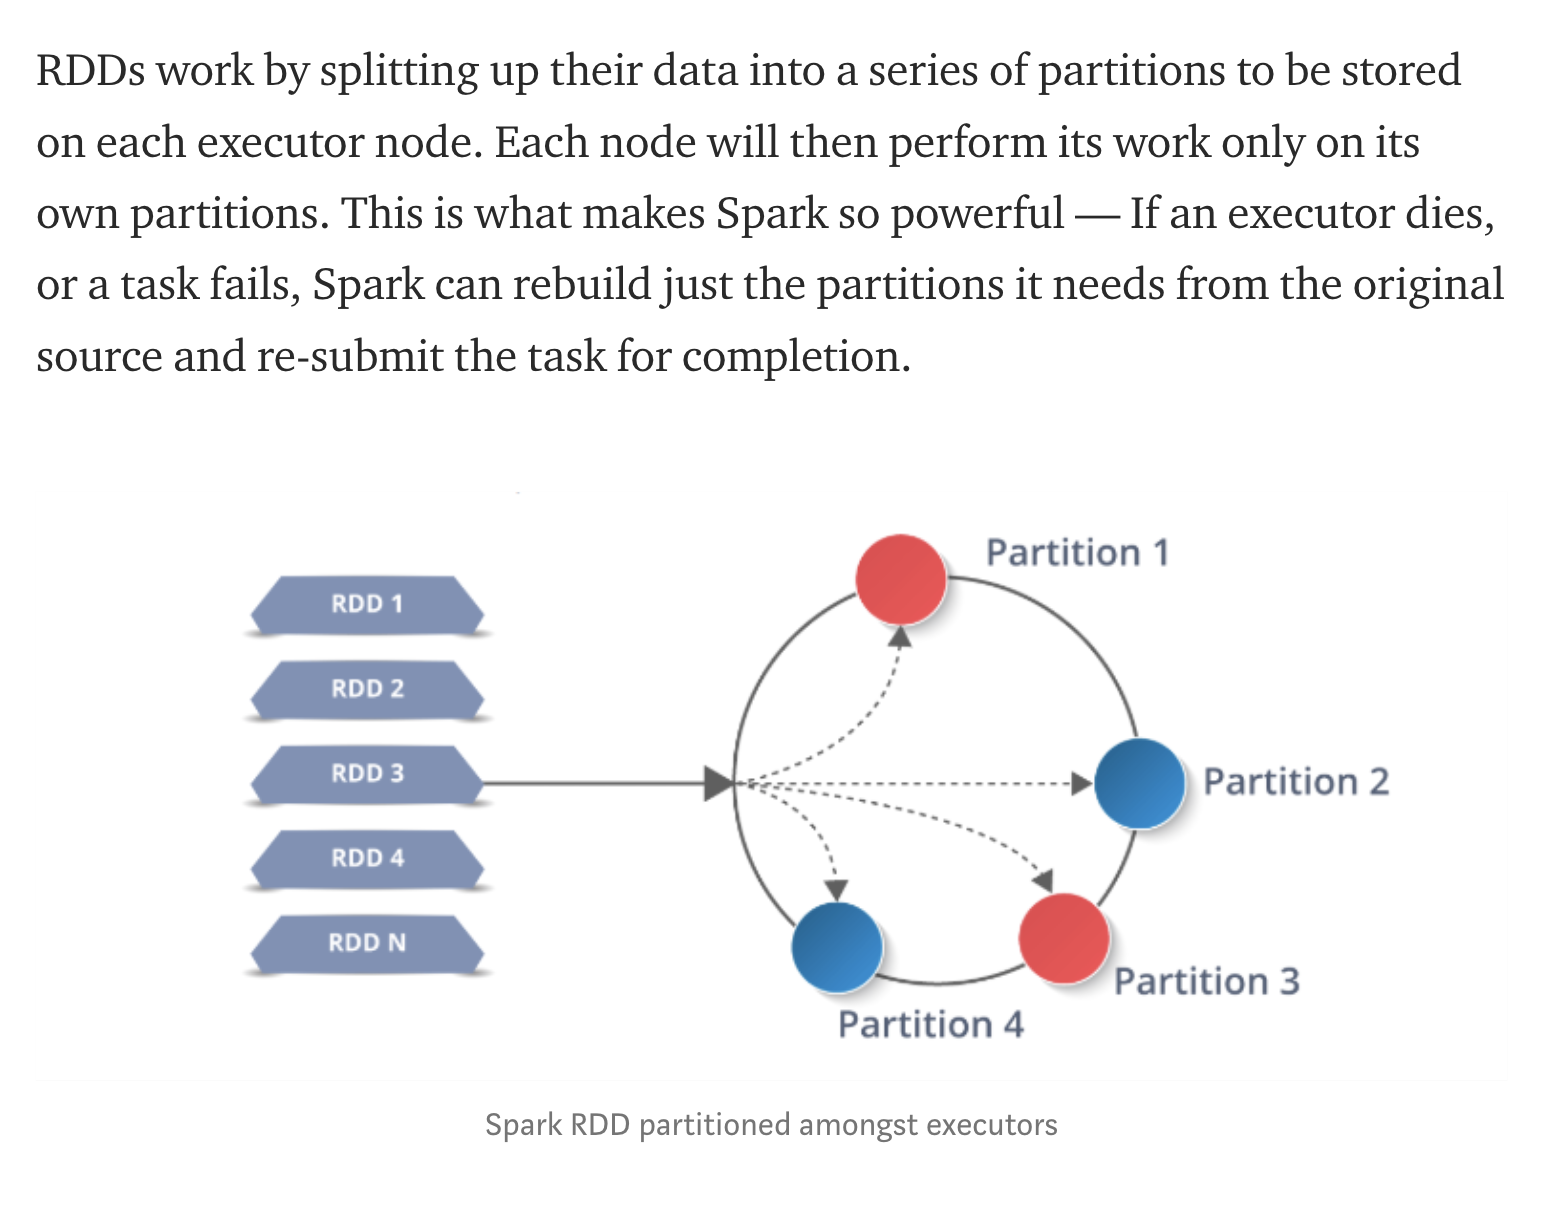 RDDs work by splitting up their data into a series of partitions to be stored
on each executor node. Each node will then perform its work only on its
own partitions. This is what makes Spark so powerful — If an executor dies,
or a task fails, Spark can rebuild just the partitions it needs from the original
source and re-submit the task for completion.
RDD 1
RDD 2
RDD 3
RDD 4
RDD N
Partition 1
Partition 2
Partition 3
Partition 4
Spark RDD partitioned amongst executors